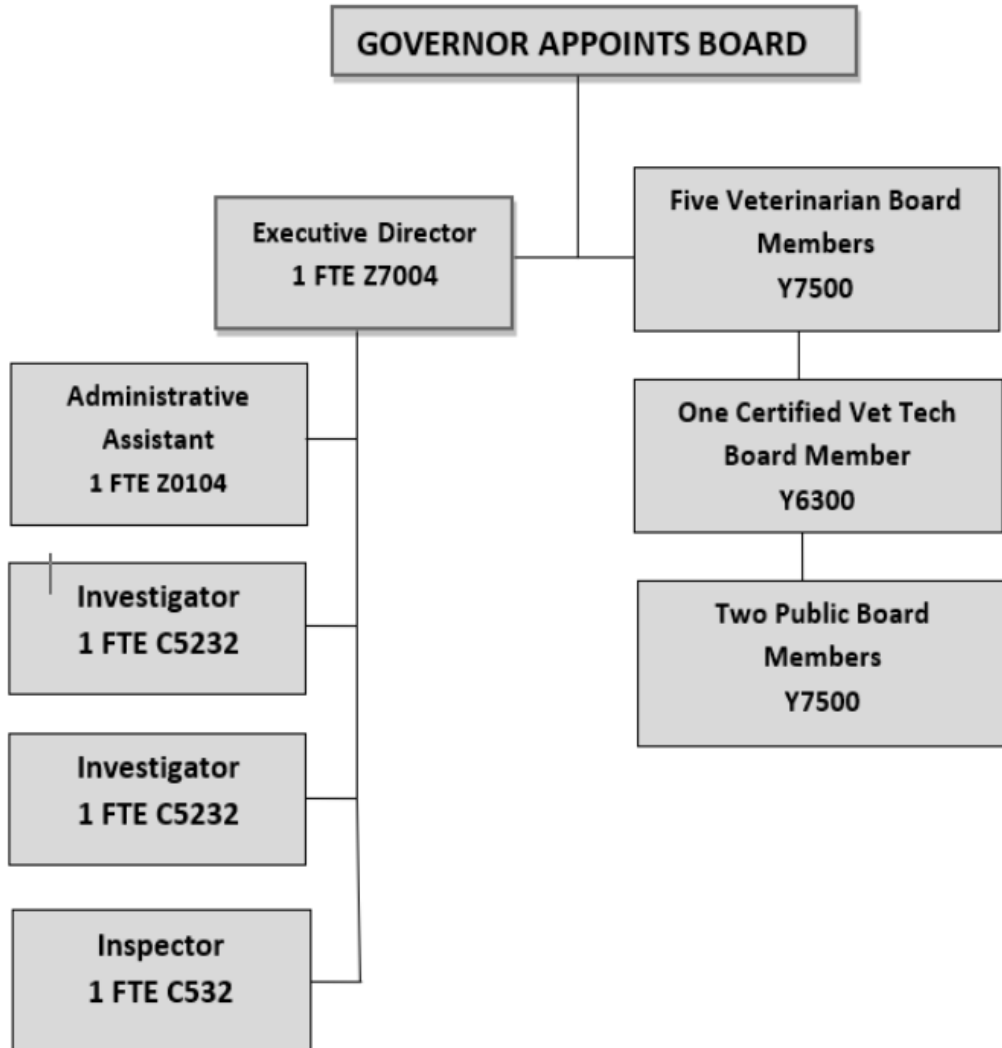 GOVERNOR APPOINTS BOARD
Executive Director
1 FTE Z7004
Five Veterinarian Board
Members
Y7500
Administrative
Assistant
1 FTE Z0104
One Certified Vet Tech
Board Member
Y6300
Investigator
1 FTE C5232
Two Public Board
Members
Y7500
Investigator
1 FTE C5232
Inspector
1 FTE C532